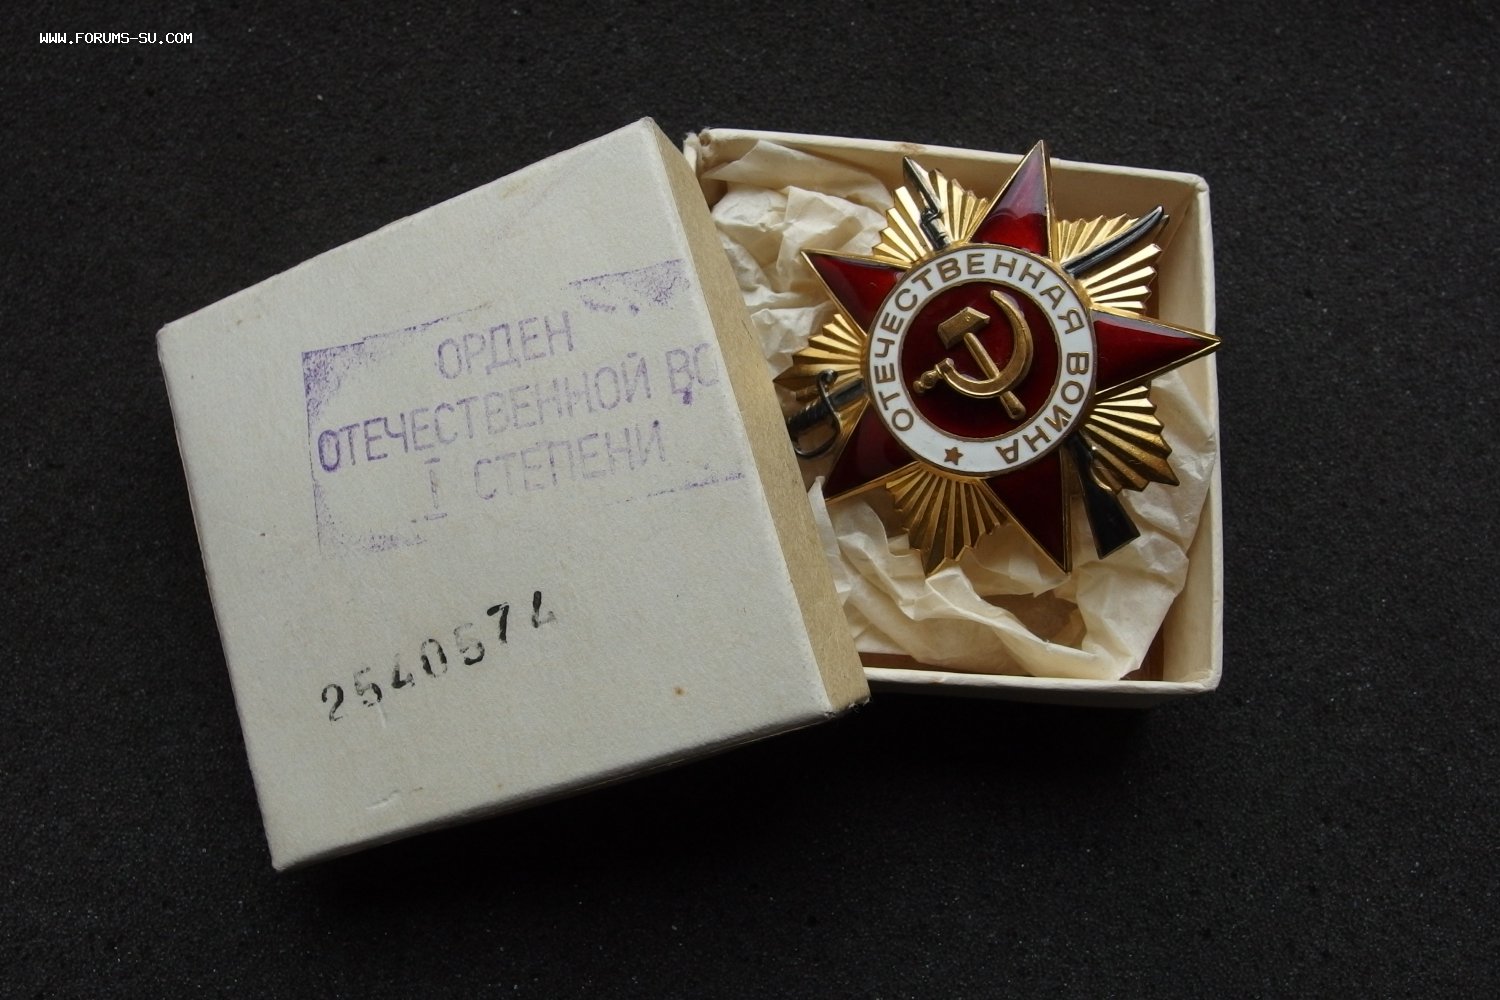 www.forums-su.com
ОРДЕН
ОТЕЧЕСТВЕННОЙ ВО
I СТЕПЕНИ
2540574
ОТЕЧЕСТВЕННАЯ ВОЙНА